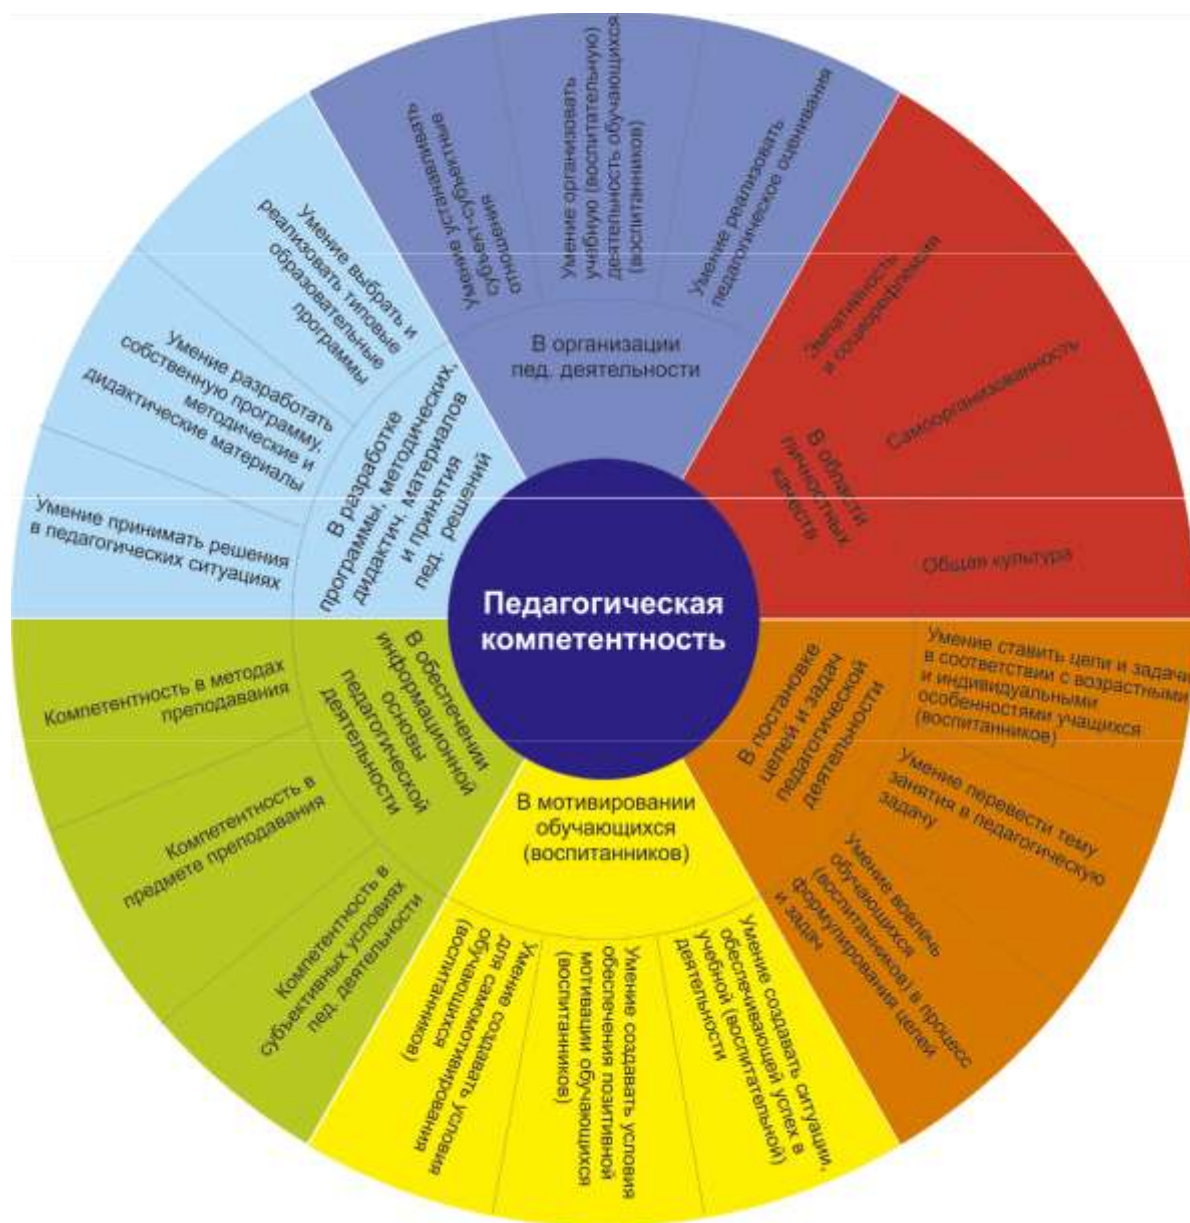 Педагогическая
компетентность
В организации
пед. деятельности
Умение устанавливать
субъект-субъектные
отношения
Умение организовать
учебную (воспитательную)
деятельность обучающихся
(воспитанников)
Умение реализовать
педагогическое оценивания
В области
личностных
качеств
Эмпатийность
и социорефлексия
Самоорганизованность
Общая культура
В постановке
целей и задач
педагогической
деятельности
Умение ставить цели и задачи
в соответствии с возрастными
и индивидуальными
особенностями учащихся
(воспитанников)
Умение перевести тему
занятия в педагогическую
задачу
Умение вовлечь
обучающихся
(воспитанников) в процесс
формулирования целей
и задач
В мотивировании
обучающихся
(воспитанников)
Умение создавать ситуации,
обеспечивающей успех в
учебной (воспитательной)
деятельности
Умение создавать условия
обеспечения позитивной
мотивации обучающихся
(воспитанников)
Умение создавать условия
для самомотивирования
обучающихся
(воспитанников)
В обеспечении
информационной
основы
педагогической
деятельности
Компетентность в
субъективных условиях
пед. деятельности
Компетентность в
предмете преподавания
Компетентность в методах
преподавания
В разработке
программы, методических,
дидактич. материалов
и принятия
пед. решений
Умение принимать решения
в педагогических ситуациях
Умение разработать
собственную программу,
методические и
дидактические материалы
Умение выбрать и
реализовать типовые
образовательные
программы